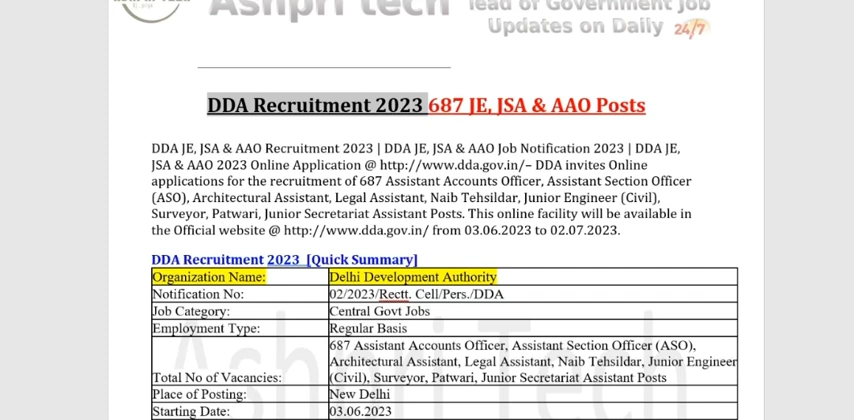 Ashpri tech
lead of Government Job
Updates on Daily 24/7
DDA Recruitment 2023 687 JE, JSA & AAO Posts
DDA JE, JSA & AAO Recruitment 2023 | DDA JE, JSA & AAO Job Notification 2023 | DDA JE,
JSA & AAO 2023 Online Application @ http://www.dda.gov.in/– DDA invites Online
applications for the recruitment of 687 Assistant Accounts Officer, Assistant Section Officer
(ASO), Architectural Assistant, Legal Assistant, Naib Tehsildar, Junior Engineer (Civil),
Surveyor, Patwari, Junior Secretariat Assistant Posts. This online facility will be available in
the Official website @ http://www.dda.gov.in/ from 03.06.2023 to 02.07.2023.
DDA Recruitment 2023 [Quick Summary]
Organization Name: Delhi Development Authority
Notification No: 02/2023/Rectt. Cell/Pers./DDA
Job Category: Central Govt Jobs
Employment Type: Regular Basis
687 Assistant Accounts Officer, Assistant Section Officer (ASO),
Architectural Assistant, Legal Assistant, Naib Tehsildar, Junior Engineer
Total No of Vacancies: (Civil), Surveyor, Patwari, Junior Secretariat Assistant Posts
Place of Posting: New Delhi
Starting Date: 03.06.2023
Ashpri Tech